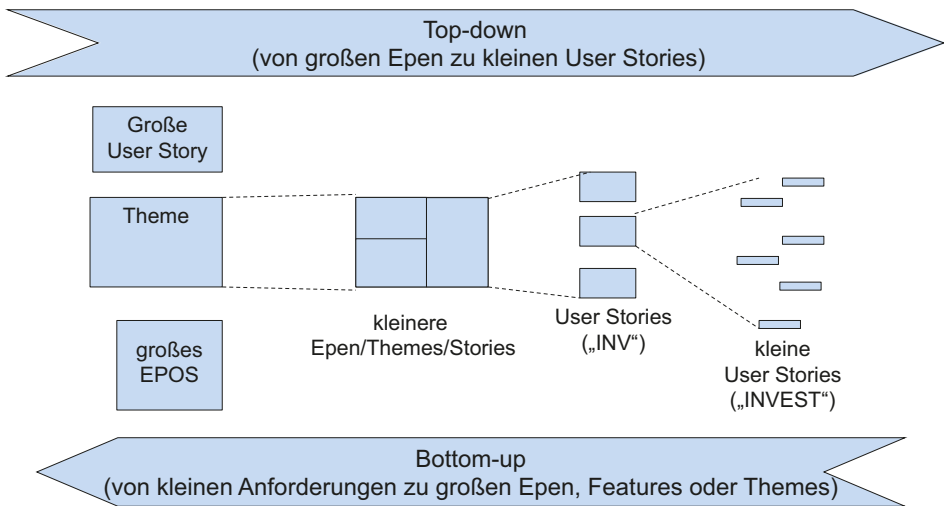 Top-down
(von großen Epen zu kleinen User Stories)
Große
User Story
Theme
großes
EPOS
kleinere
Epen/Themes/Stories
User Stories
(„INV“)
kleine
User Stories
(„INVEST“)
Bottom-up
(von kleinen Anforderungen zu großen Epen, Features oder Themes)